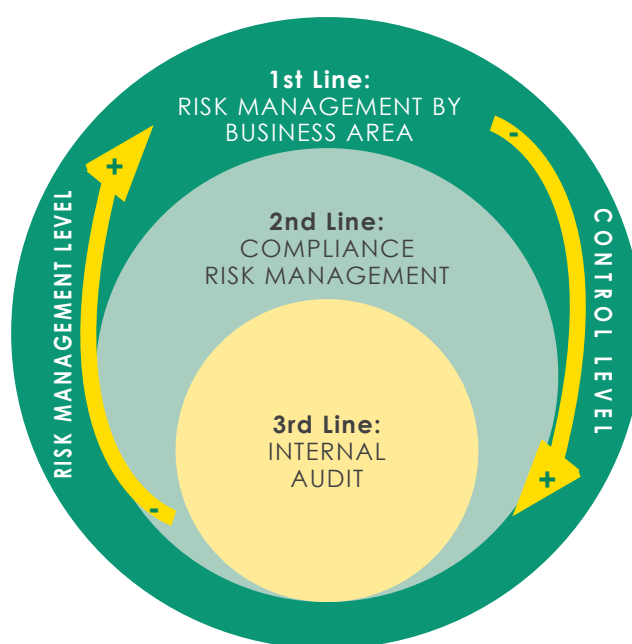 1st Line:
RISK MANAGEMENT BY
BUSINESS AREA
-
+
2nd Line:
COMPLIANCE
RISK MANAGEMENT
RISK MANAGEMENT LEVEL
CONTROL LEVEL
3rd Line:
INTERNAL
AUDIT
+
-